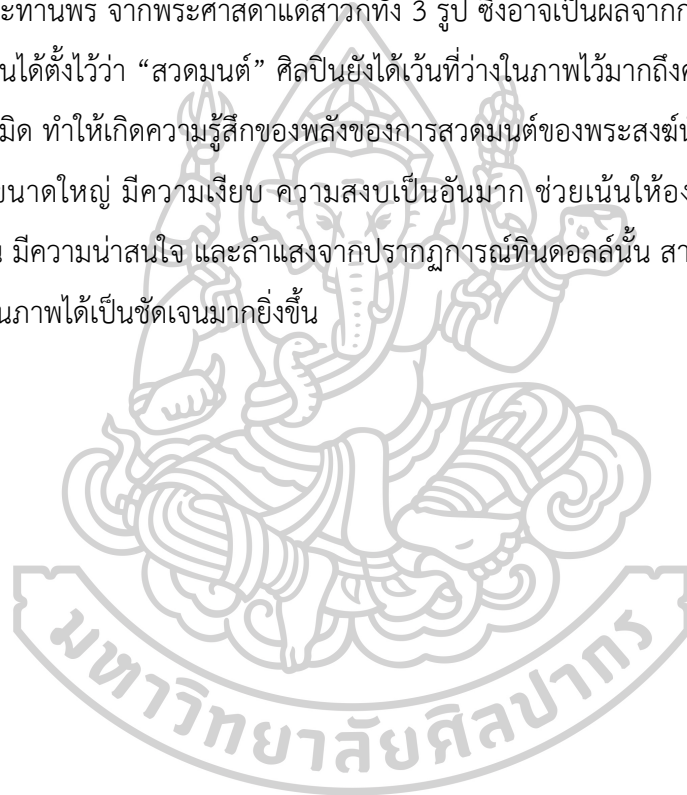 ะทานพร จากพระศาสดาแด่สาวกทั้ง 3 รูป ซึ่งอาจเป็นผลจากก
นได้ตั้งไว้ว่า “สวดมนต์” ศิลปินยังได้เว้นที่ว่างในภาพไว้มากถึง
มิด ทำให้เกิดความรู้สึกของพลังของการสวดมนต์ของพระสงฆ์
ขนาดใหญ่ มีความเงียบ ความสงบเป็นอันมาก ช่วยเน้นให้อง
มีความน่าสนใจ และลำแสงจากปรากฏการณ์ทินดอลล์นั้น สา
นภาพได้เป็นชัดเจนมากยิ่งขึ้น
มหาวิทยาลัยศิลปากร